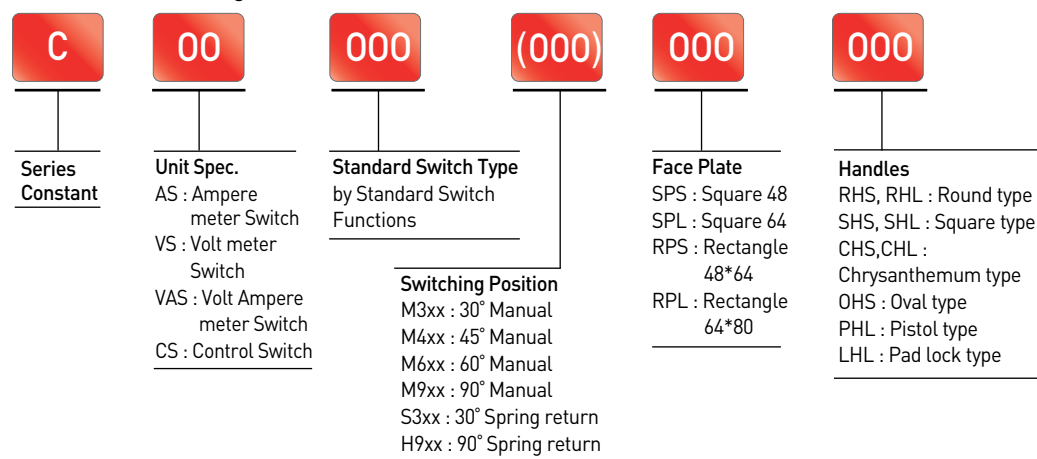 C
00
000
(000)
000
000
Series
Constant
Unit Spec.
AS : Ampere
meter Switch
VS : Volt meter
Switch
VAS : Volt Ampere
meter Switch
CS : Control Switch
Standard Switch Type
by Standard Switch
Functions
Switching Position
M3xx : 30° Manual
M4xx : 45° Manual
M6xx : 60° Manual
M9xx : 90° Manual
S3xx : 30° Spring return
H9xx : 90° Spring return
Face Plate
SPS : Square 48
SPL : Square 64
RPS : Rectangle
48*64
RPL : Rectangle
64*80
Handles
RHS, RHL : Round type
SHS, SHL : Square type
CHS,CHL :
Chrysanthemum type
OHS : Oval type
PHL : Pistol type
LHL : Pad lock type